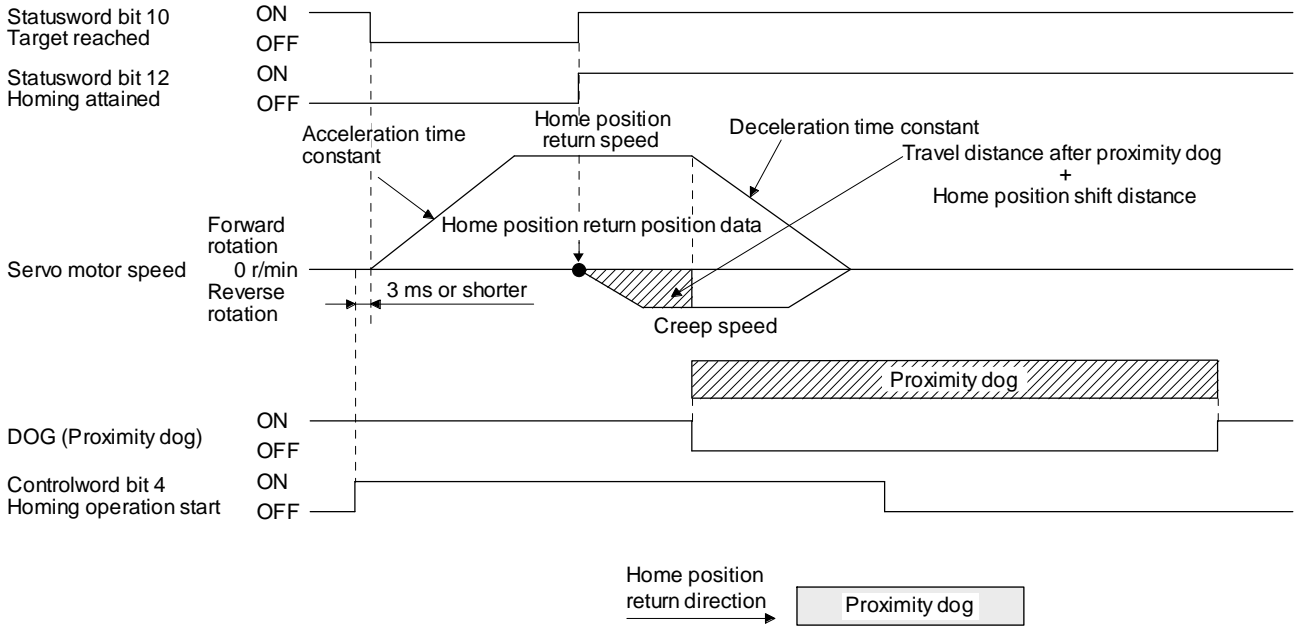 Statusword bit 10
Target reached
ON
OFF
Statusword bit 12
Homing attained
ON
OFF
Acceleration time
constant
Home position
return speed
Deceleration time constant
Travel distance after proximity dog
+
Home position shift distance
Forward
rotation
Home position return position data
Servo motor speed
0 r/min
Reverse
rotation
3 ms or shorter
Creep speed
Proximity dog
DOG (Proximity dog)
ON
OFF
Controlword bit 4
Homing operation start
ON
OFF
Home position
return direction
Proximity dog